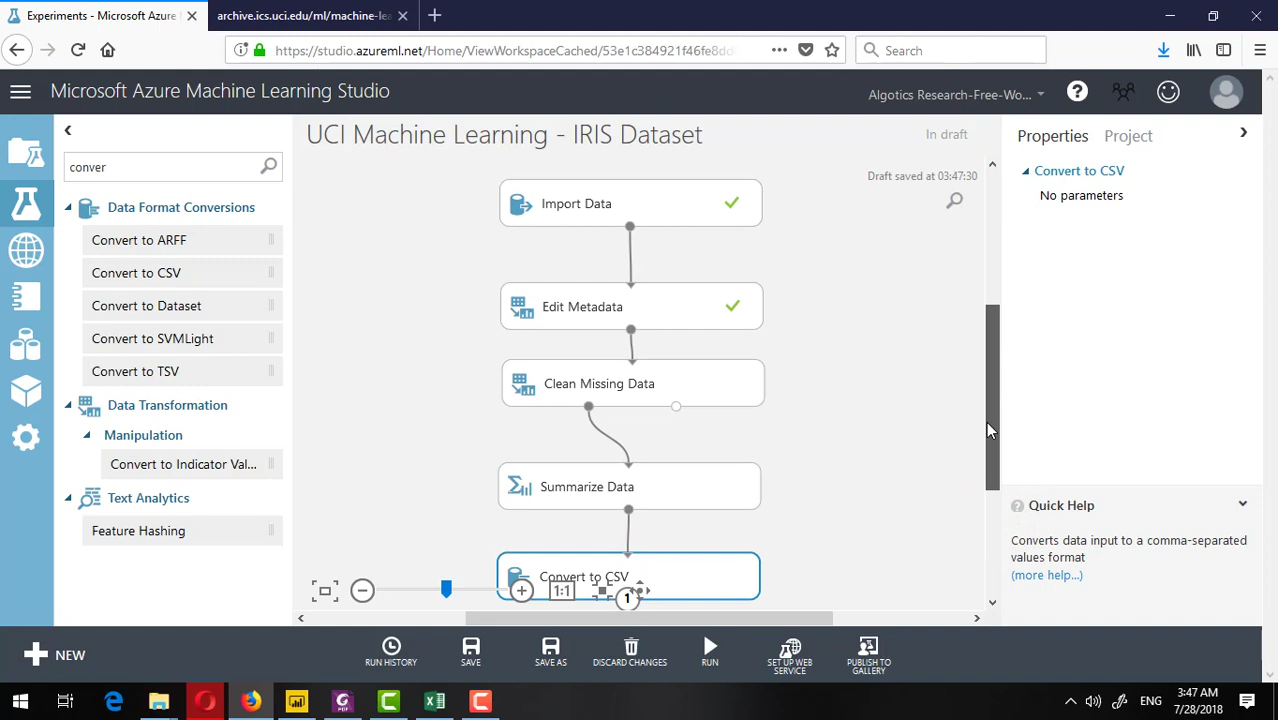 Experiments - Microsoft Azure
archive.ics.uci.edu/ml/machine-lea
https://studio.azureml.net/Home/ViewWorkspaceCached/53e1c384921f46fe8dd
Search
Microsoft Azure Machine Learning Studio
Algotics Research-Free-Wo...
conver
Data Format Conversions
Convert to ARFF
Convert to CSV
Convert to Dataset
Convert to SVMLight
Convert to TSV
Data Transformation
Manipulation
Convert to Indicator Val...
Text Analytics
Feature Hashing
UCI Machine Learning - IRIS Dataset
In draft
Draft saved at 03:47:30
Import Data
Edit Metadata
Clean Missing Data
Summarize Data
Convert to CSV
1:1
1
Properties
Project
Convert to CSV
No parameters
Quick Help
Converts data input to a comma-separated
values format
(more help...)
NEW
RUN HISTORY
SAVE
SAVE AS
DISCARD CHANGES
RUN
SET UP WEB
SERVICE
PUBLISH TO
GALLERY
ENG
3:47 AM
7/28/2018